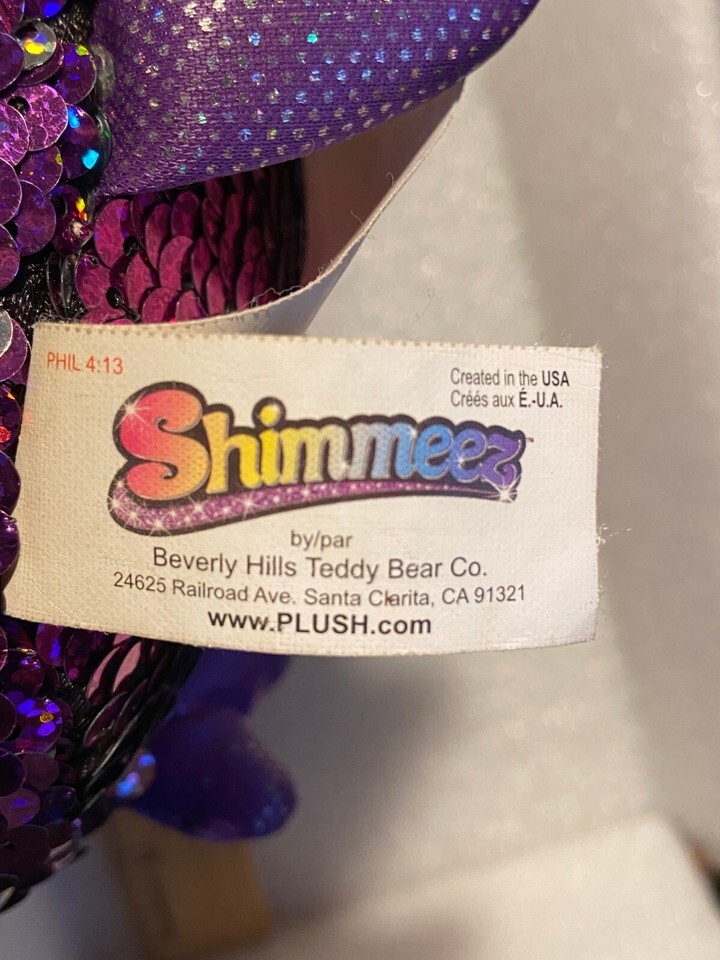 PHIL 4:13
Created in the USA
Créés aux É.-U.A.
Shimmeez™
by/par
Beverly Hills Teddy Bear Co.
24625 Railroad Ave. Santa Clarita, CA 91321
www.PLUSH.com